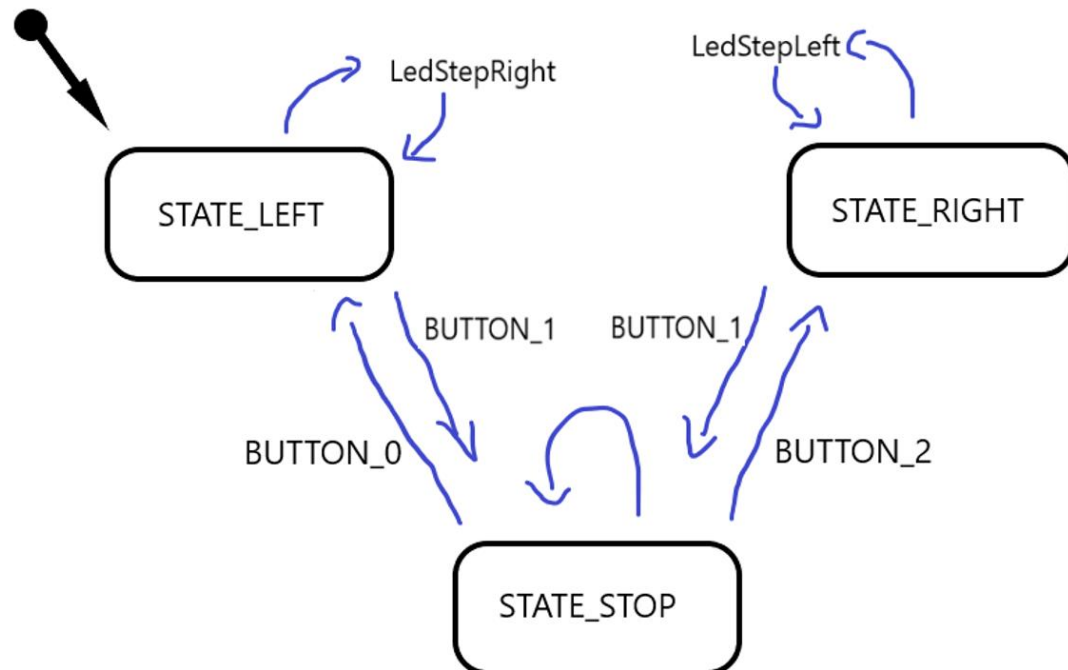 LedStepRight
LedStepLeft
STATE_LEFT
STATE_RIGHT
BUTTON_1
BUTTON_1
BUTTON_0
BUTTON_2
STATE_STOP